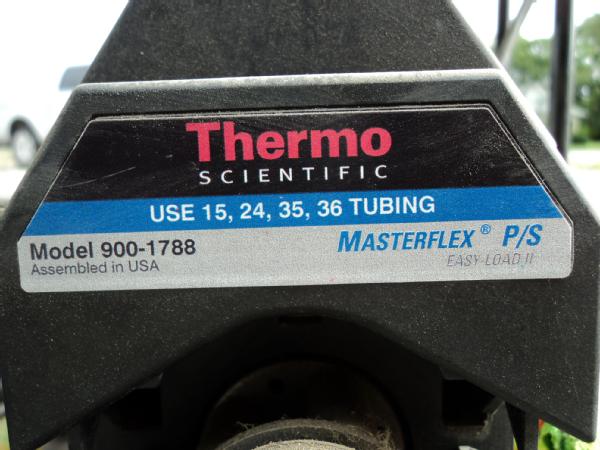 Thermo
SCIENTIFIC
USE 15, 24, 35, 36 TUBING
Model 900-1788
Assembled in USA
MASTERFLEX® P/S
EASY-LOAD II